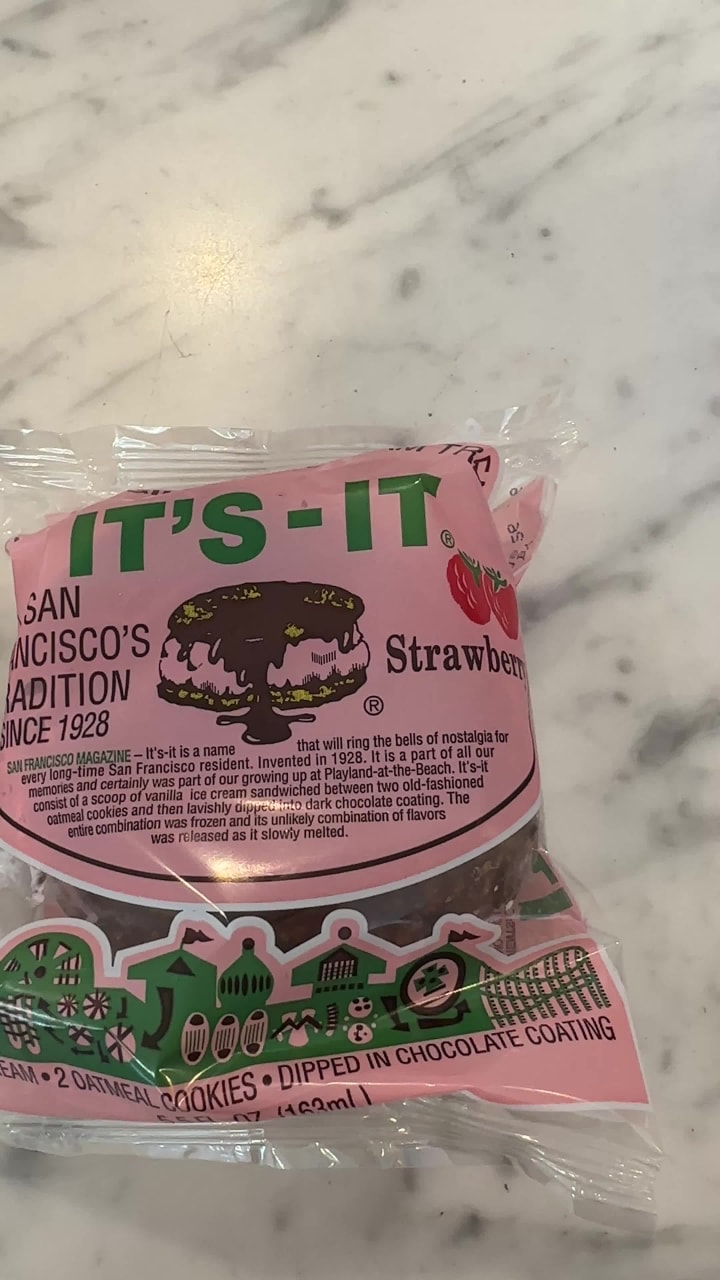 IT'S-IT®
SAN
NCISCO'S
ADITION
SINCE 1928
Strawberr
®
SAN FRANCISCO MAGAZINE – It's-it is a name that will ring the bells of nostalgia for
every long-time San Francisco resident. Invented in 1928. It is a part of all our
memories and certainly was part of our growing up at Playland-at-the-Beach. It's-it
consist of a scoop of vanilla ice cream sandwiched between two old-fashioned
oatmeal cookies and then lavishly dipped into dark chocolate coating. The
entire combination was frozen and its unlikely combination of flavors
was released as it slowly melted.
EAM • 2 OATMEAL COOKIES • DIPPED IN CHOCOLATE COATING
5.5 FL. OZ. (163ml)